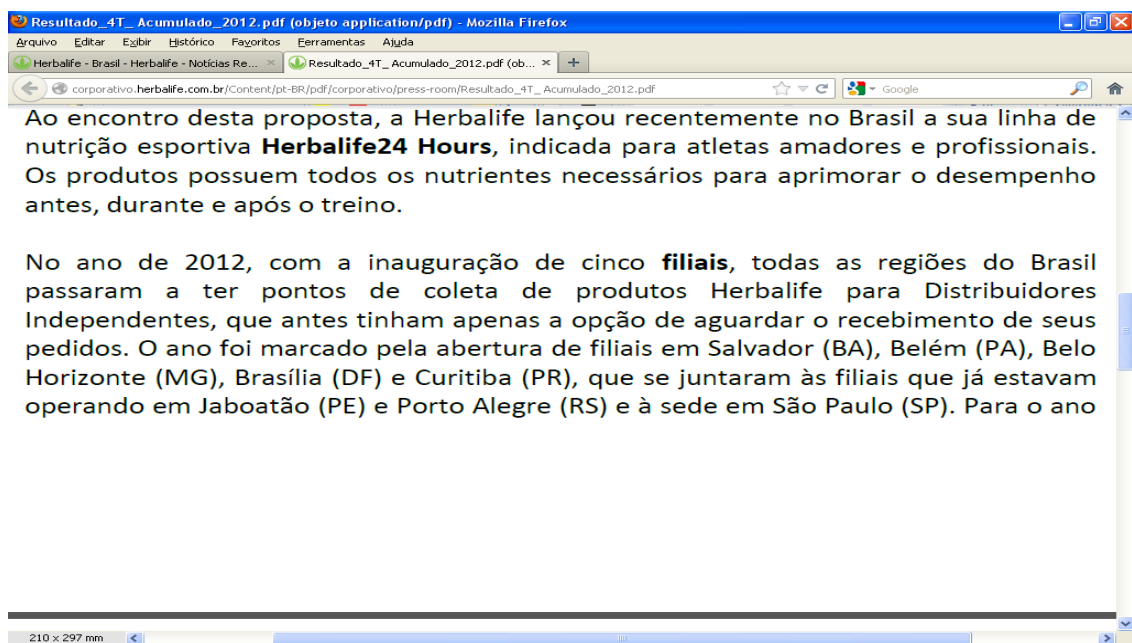 Resultado_4T_ Acumulado_2012.pdf (objeto application/pdf) - Mozilla Firefox
Arquivo Editar Exibir Histórico Favoritos Ferramentas Ajuda
Herbalife - Brasil - Herbalife - Notícias Re... × Resultado_4T_ Acumulado_2012.pdf (ob... × +
corporativo.herbalife.com.br/Content/pt-BR/pdf/corporativo/press-room/Resultado_4T_ Acumulado_2012.pdf Google
Ao encontro desta proposta, a Herbalife lançou recentemente no Brasil a sua linha de
nutrição esportiva Herbalife24 Hours, indicada para atletas amadores e profissionais.
Os produtos possuem todos os nutrientes necessários para aprimorar o desempenho
antes, durante e após o treino.
No ano de 2012, com a inauguração de cinco filiais, todas as regiões do Brasil
passaram a ter pontos de coleta de produtos Herbalife para Distribuidores
Independentes, que antes tinham apenas a opção de aguardar o recebimento de seus
pedidos. O ano foi marcado pela abertura de filiais em Salvador (BA), Belém (PA), Belo
Horizonte (MG), Brasília (DF) e Curitiba (PR), que se juntaram às filiais que já estavam
operando em Jaboatão (PE) e Porto Alegre (RS) e à sede em São Paulo (SP). Para o ano
210 x 297 mm